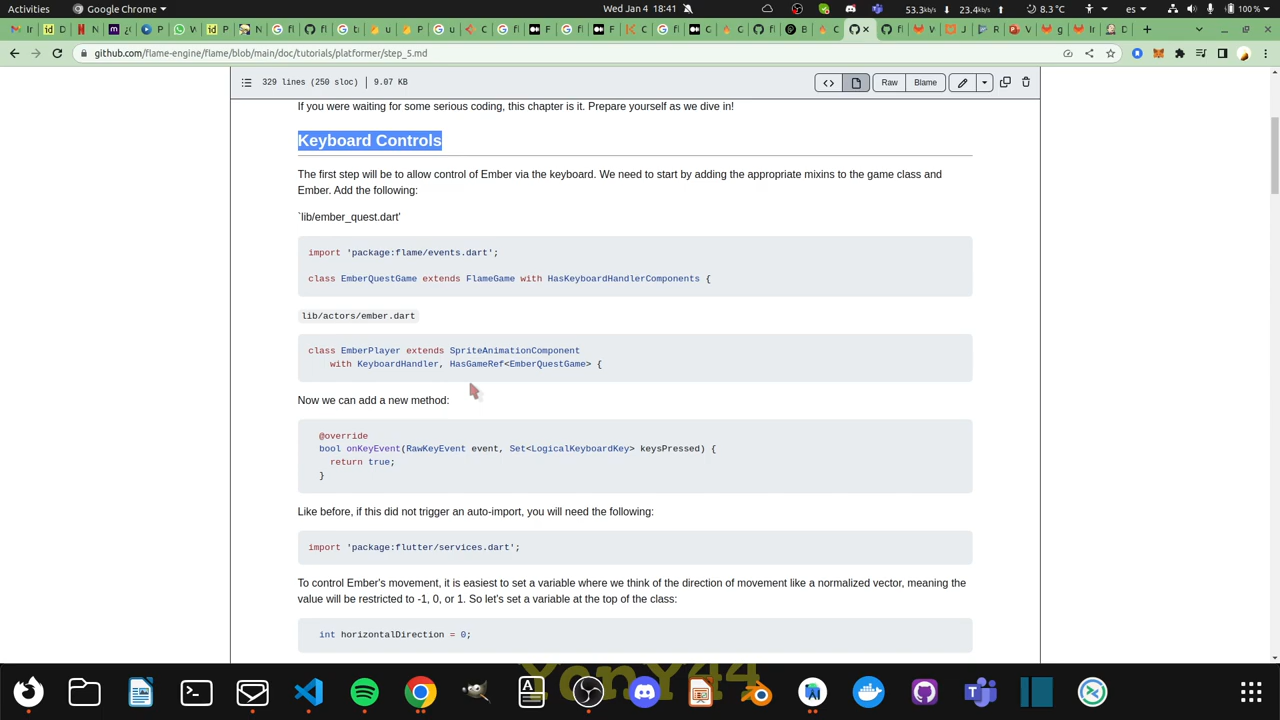 Activities
Google Chrome
Wed Jan 4 18:41
53.3kb/s
23.4kb/s
8.3°C
es
100 %
github.com/flame-engine/flame/blob/main/doc/tutorials/platformer/step_5.md
329 lines (250 sloc) | 9.07 KB
Raw
Blame
If you were waiting for some serious coding, this chapter is it. Prepare yourself as we dive in!
Keyboard Controls
The first step will be to allow control of Ember via the keyboard. We need to start by adding the appropriate mixins to the game class and
Ember. Add the following:
`lib/ember_quest.dart'
import 'package:flame/events.dart';
class EmberQuestGame extends FlameGame with HasKeyboardHandlerComponents {
lib/actors/ember.dart
class EmberPlayer extends SpriteAnimationComponent
with KeyboardHandler, HasGameRef<EmberQuestGame> {
Now we can add a new method:
@override
bool onKeyEvent(RawKeyEvent event, Set<LogicalKeyboardKey> keysPressed) {
return true;
}
Like before, if this did not trigger an auto-import, you will need the following:
import 'package:flutter/services.dart';
To control Ember's movement, it is easiest to set a variable where we think of the direction of movement like a normalized vector, meaning the
value will be restricted to -1, 0, or 1. So let's set a variable at the top of the class:
int horizontalDirection = 0;
YonY44